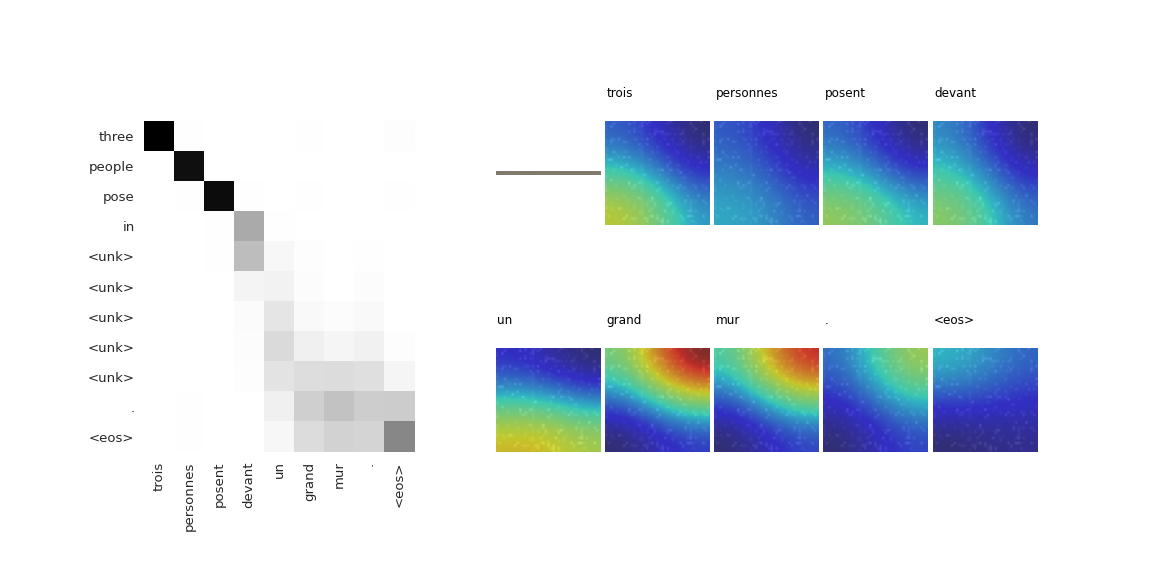 three
people
pose
in
<unk>
<unk>
<unk>
<unk>
<unk>
.
<eos>
trois
personnes
posent
devant
un
grand
mur
.
<eos>
trois personnes posent devant
un grand mur . <eos>